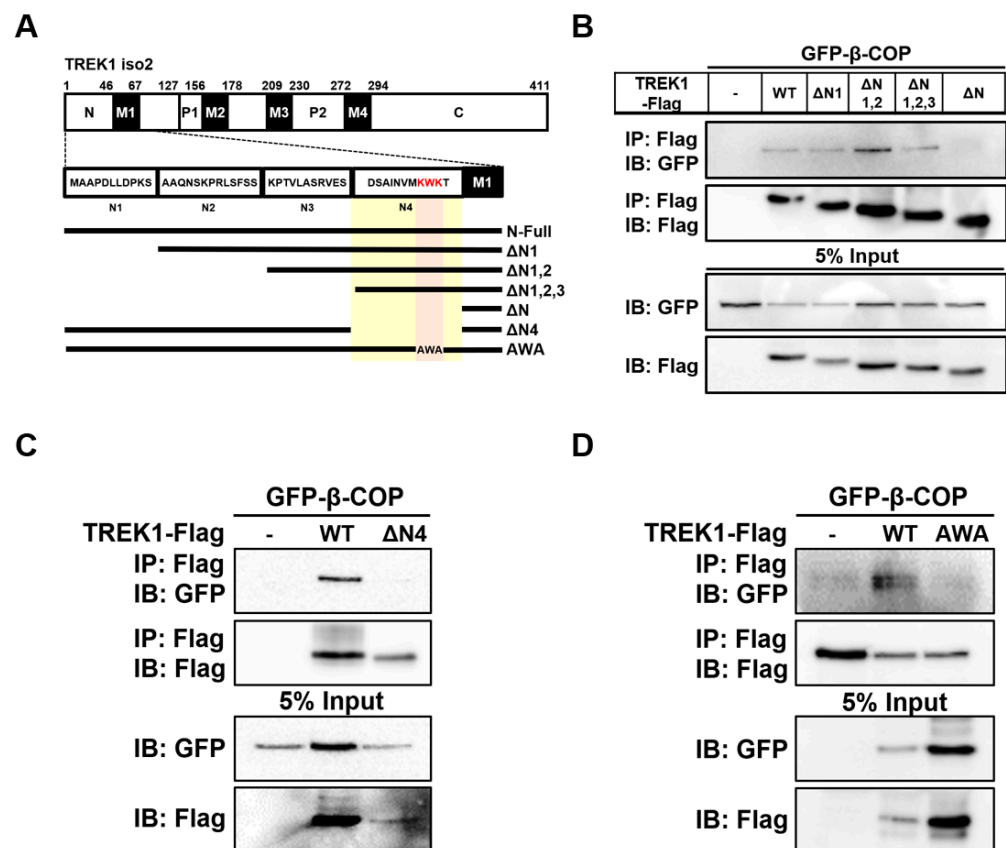 A
TREK1 iso2
1 46 67 127 156 178 209 230 272 294 411
N M1 P1 M2 M3 P2 M4 C
MAAPDLLDPKS AAQNSKPRLSFSS KPTVLASRVES DSAINVMKWKT M1
N1 N2 N3 N4
N-Full
ΔN1
ΔN1,2
ΔN1,2,3
ΔN
ΔN4
AWA AWA
B
GFP-β-COP
TREK1
-Flag
- WT ΔN1 ΔN
1,2
ΔN
1,2,3
ΔN
IP: Flag
IB: GFP
IP: Flag
IB: Flag
5% Input
IB: GFP
IB: Flag
C
GFP-β-COP
TREK1-Flag - WT ΔN4
IP: Flag
IB: GFP
IP: Flag
IB: Flag
5% Input
IB: GFP
IB: Flag
D
GFP-β-COP
TREK1-Flag - WT AWA
IP: Flag
IB: GFP
IP: Flag
IB: Flag
5% Input
IB: GFP
IB: Flag